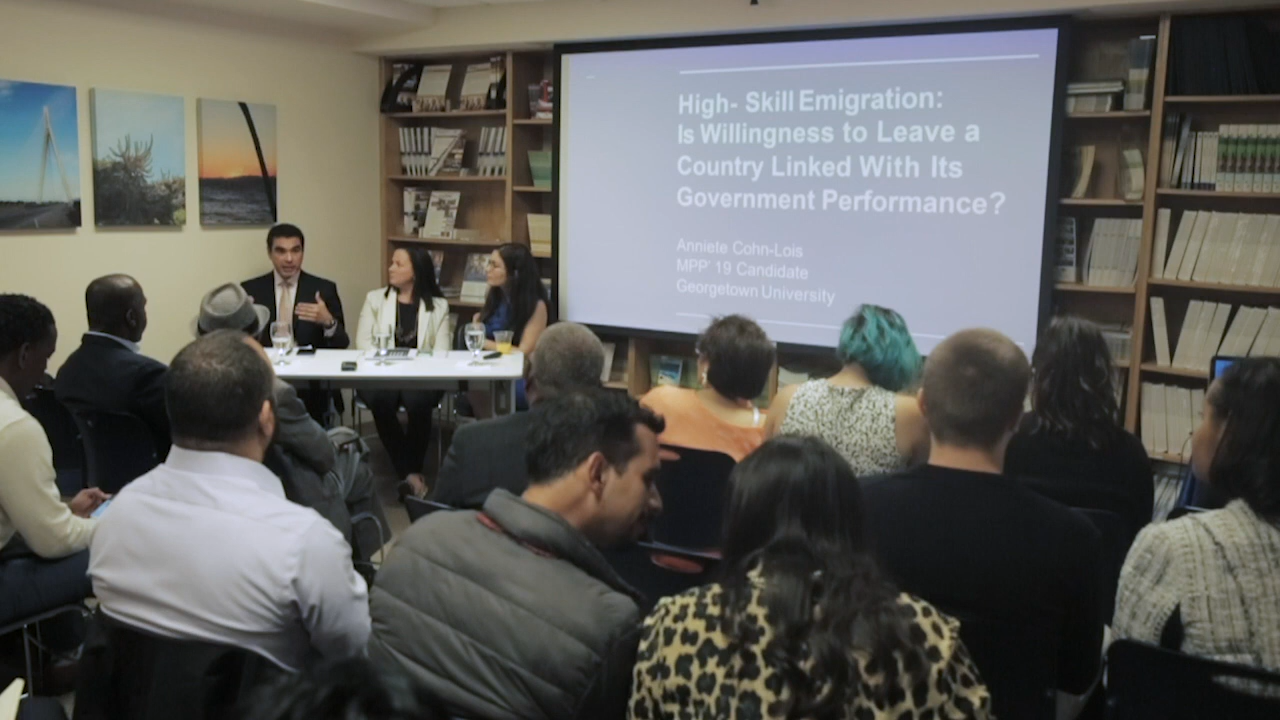 High- Skill Emigration:
Is Willingness to Leave a
Country Linked With Its
Government Performance?
Anniete Cohn-Lois
MPP' 19 Candidate
Georgetown University